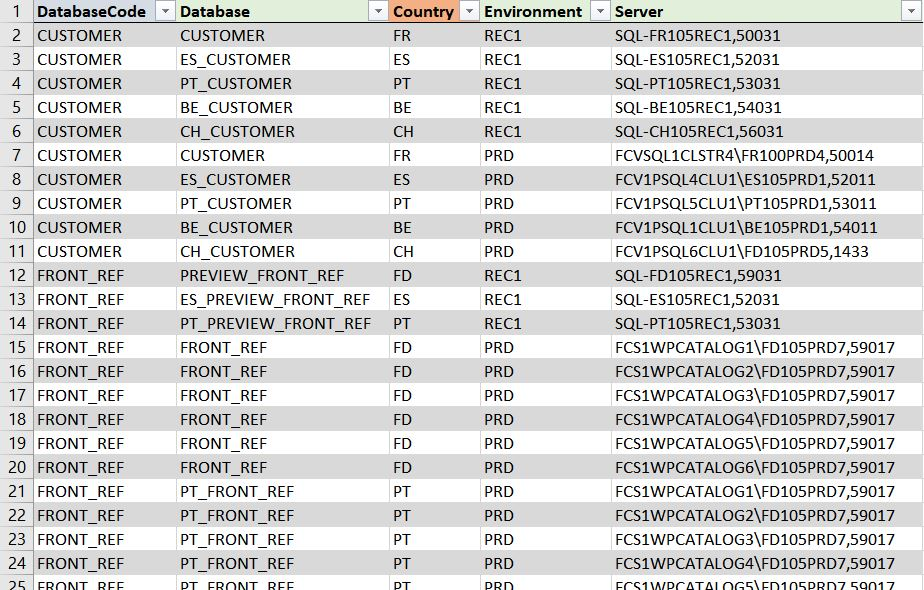 1 DatabaseCode Database Country Environment Server
2 CUSTOMER CUSTOMER FR REC1 SQL-FR105REC1,50031
3 CUSTOMER ES_CUSTOMER ES REC1 SQL-ES105REC1,52031
4 CUSTOMER PT_CUSTOMER PT REC1 SQL-PT105REC1,53031
5 CUSTOMER BE_CUSTOMER BE REC1 SQL-BE105REC1,54031
6 CUSTOMER CH_CUSTOMER CH REC1 SQL-CH105REC1,56031
7 CUSTOMER CUSTOMER FR PRD FCVSQL1CLSTR4\FR100PRD4,50014
8 CUSTOMER ES_CUSTOMER ES PRD FCV1PSQL4CLU1\ES105PRD1,52011
9 CUSTOMER PT_CUSTOMER PT PRD FCV1PSQL5CLU1\PT105PRD1,53011
10 CUSTOMER BE_CUSTOMER BE PRD FCV1PSQL1CLU1\BE105PRD1,54011
11 CUSTOMER CH_CUSTOMER CH PRD FCV1PSQL6CLU1\FD105PRD5,1433
12 FRONT_REF PREVIEW_FRONT_REF FD REC1 SQL-FD105REC1,59031
13 FRONT_REF ES_PREVIEW_FRONT_REF ES REC1 SQL-ES105REC1,52031
14 FRONT_REF PT_PREVIEW_FRONT_REF PT REC1 SQL-PT105REC1,53031
15 FRONT_REF FRONT_REF FD PRD FCS1WPCATALOG1\FD105PRD7,59017
16 FRONT_REF FRONT_REF FD PRD FCS1WPCATALOG2\FD105PRD7,59017
17 FRONT_REF FRONT_REF FD PRD FCS1WPCATALOG3\FD105PRD7,59017
18 FRONT_REF FRONT_REF FD PRD FCS1WPCATALOG4\FD105PRD7,59017
19 FRONT_REF FRONT_REF FD PRD FCS1WPCATALOG5\FD105PRD7,59017
20 FRONT_REF FRONT_REF FD PRD FCS1WPCATALOG6\FD105PRD7,59017
21 FRONT_REF PT_FRONT_REF PT PRD FCS1WPCATALOG1\FD105PRD7,59017
22 FRONT_REF PT_FRONT_REF PT PRD FCS1WPCATALOG2\FD105PRD7,59017
23 FRONT_REF PT_FRONT_REF PT PRD FCS1WPCATALOG3\FD105PRD7,59017
24 FRONT_REF PT_FRONT_REF PT PRD FCS1WPCATALOG4\FD105PRD7,59017
25 FRONT_REF PT_FRONT_REF PT PRD FCS1WPCATALOG5\FD105PRD7,59017